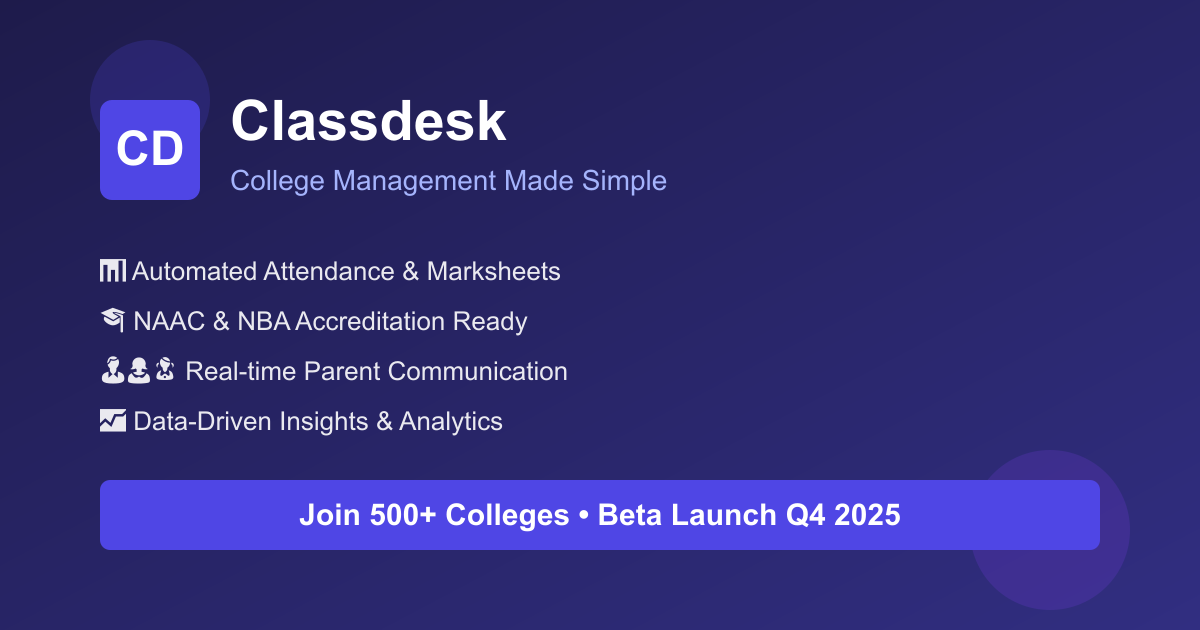 CD
Classdesk
College Management Made Simple
Automated Attendance & Marksheets
NAAC & NBA Accreditation Ready
Real-time Parent Communication
Data-Driven Insights & Analytics
Join 500+ Colleges • Beta Launch Q4 2025